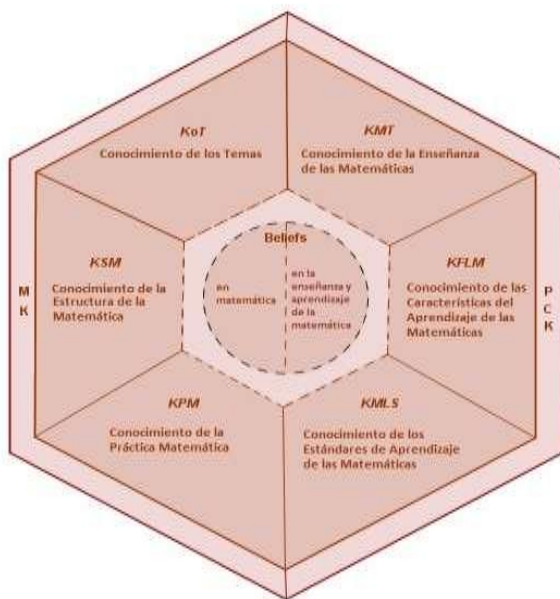 KoT
Conocimiento de los Temas
KMT
Conocimiento de la Enseñanza
de las Matemáticas
Beliefs
en
matemática
en la
enseñanza y
aprendizaje
de la
matemática
KSM
Conocimiento de la
Estructura de la
Matemática
KFLM
Conocimiento de las
Características del
Aprendizaje de las
Matemáticas
M
K
P
C
K
KPM
Conocimiento de la
Práctica Matemática
KMLS
Conocimiento de los
Estándares de Aprendizaje
de las Matemáticas